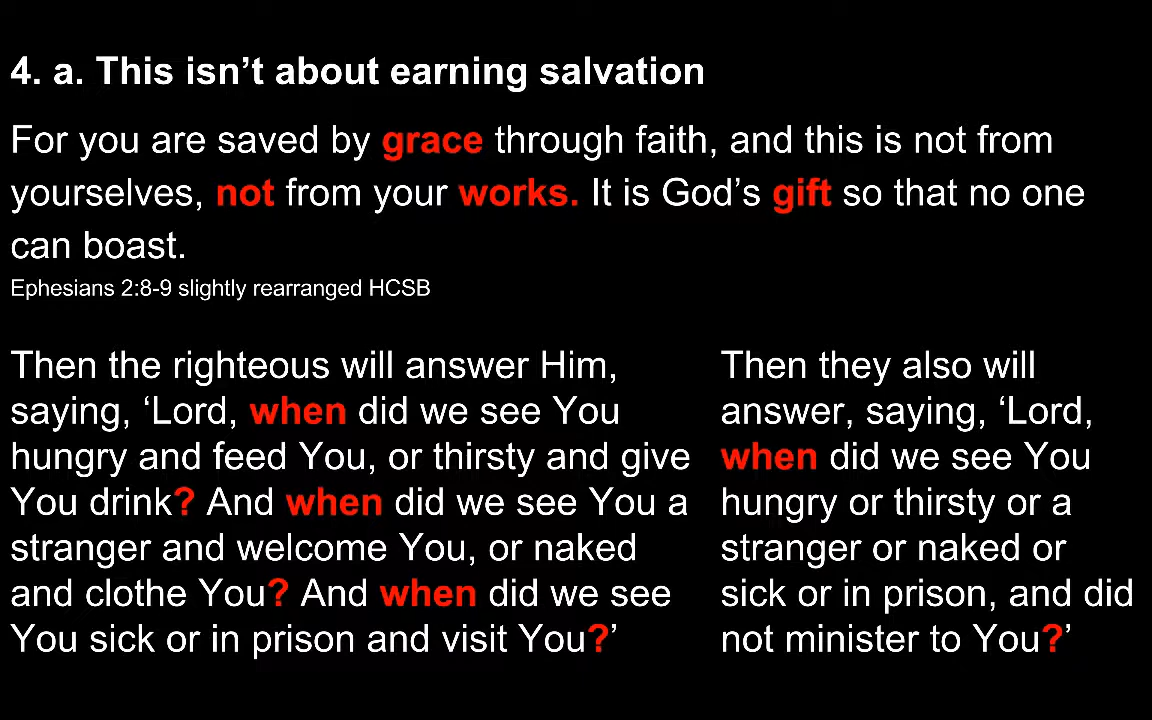 4. a. This isn’t about earning salvation
For you are saved by grace through faith, and this is not from
yourselves, not from your works. It is God’s gift so that no one
can boast.
Ephesians 2:8-9 slightly rearranged HCSB
Then the righteous will answer Him,
saying, ‘Lord, when did we see You
hungry and feed You, or thirsty and give
You drink? And when did we see You a
stranger and welcome You, or naked
and clothe You? And when did we see
You sick or in prison and visit You?’
Then they also will
answer, saying, ‘Lord,
when did we see You
hungry or thirsty or a
stranger or naked or
sick or in prison, and did
not minister to You?’